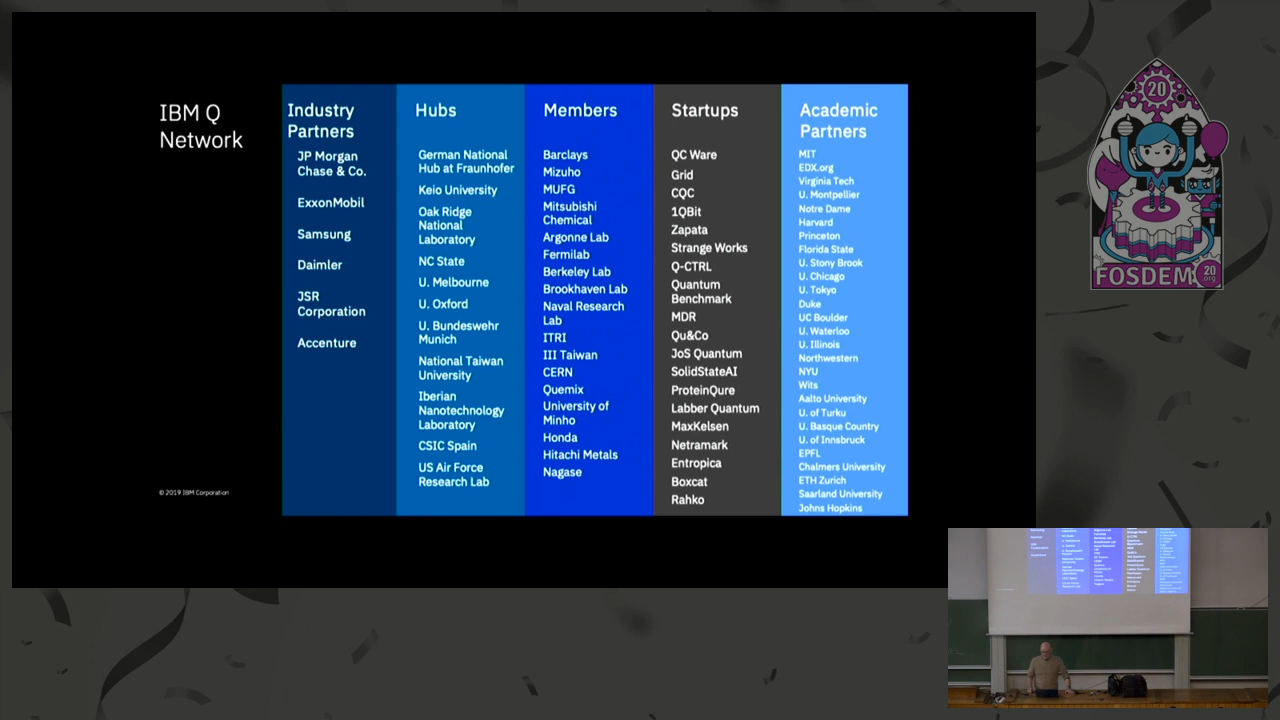 IBM Q
Network
Industry
Partners
JP Morgan
Chase & Co.
ExxonMobil
Samsung
Daimler
JSR
Corporation
Accenture
Hubs
German National
Hub at Fraunhofer
Keio University
Oak Ridge
National
Laboratory
NC State
U. Melbourne
U. Oxford
U. Bundeswehr
Munich
National Taiwan
University
Iberian
Nanotechnology
Laboratory
CSIC Spain
US Air Force
Research Lab
Members
Barclays
Mizuho
MUFG
Mitsubishi
Chemical
Argonne Lab
Fermilab
Berkeley Lab
Brookhaven Lab
Naval Research
Lab
ITRI
III Taiwan
CERN
Quemix
University of
Minho
Honda
Hitachi Metals
Nagase
Startups
QC Ware
Grid
CQC
1QBit
Zapata
Strange Works
Q-CTRL
Quantum
Benchmark
MDR
Qu&Co
JoS Quantum
SolidStateAI
ProteinQure
Labber Quantum
MaxKelsen
Netramark
Entropica
Boxcat
Rahko
Academic
Partners
MIT
EDX.org
Virginia Tech
U. Montpellier
Notre Dame
Harvard
Princeton
Florida State
U. Stony Brook
U. Chicago
U. Tokyo
Duke
UC Boulder
U. Waterloo
U. Illinois
Northwestern
NYU
Wits
Aalto University
U. of Turku
U. Basque Country
U. of Innsbruck
EPFL
Chalmers University
ETH Zurich
Saarland University
Johns Hopkins
© 2019 IBM Corporation
20
FOSDEM
20
.org